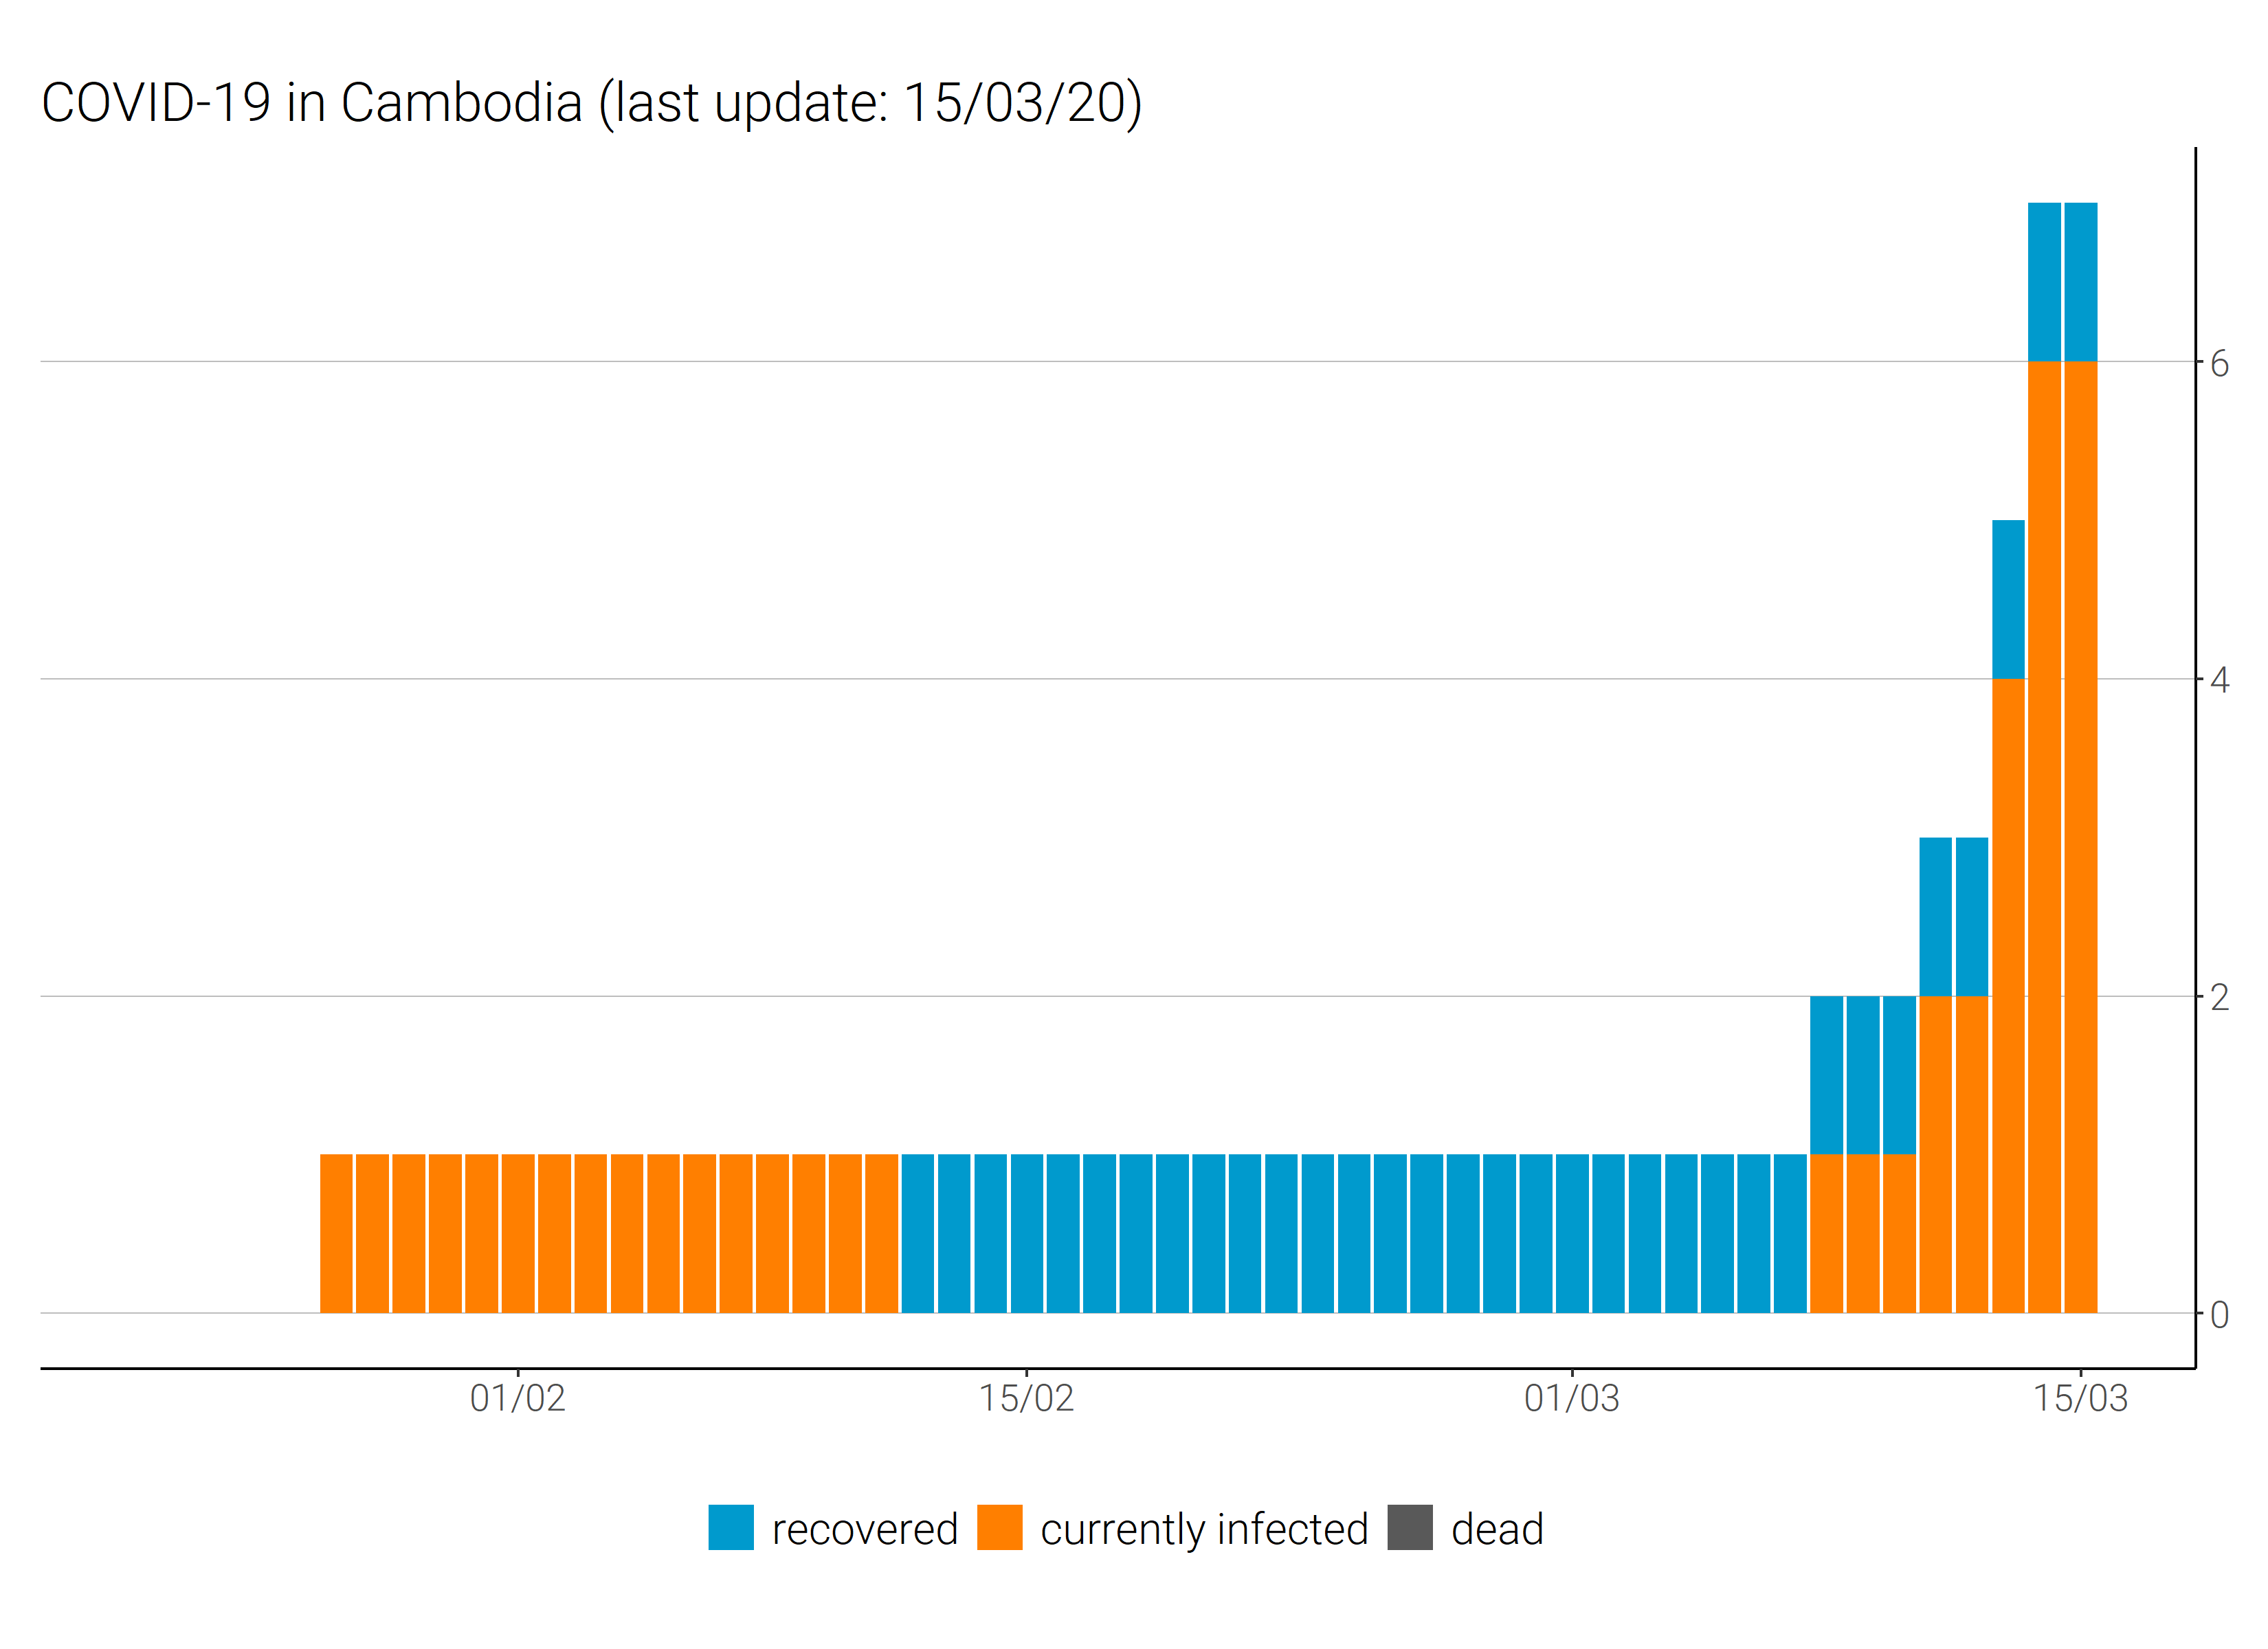 COVID-19 in Cambodia (last update: 15/03/20)
6
4
2
0
01/02 15/02 01/03 15/03
recovered currently infected dead